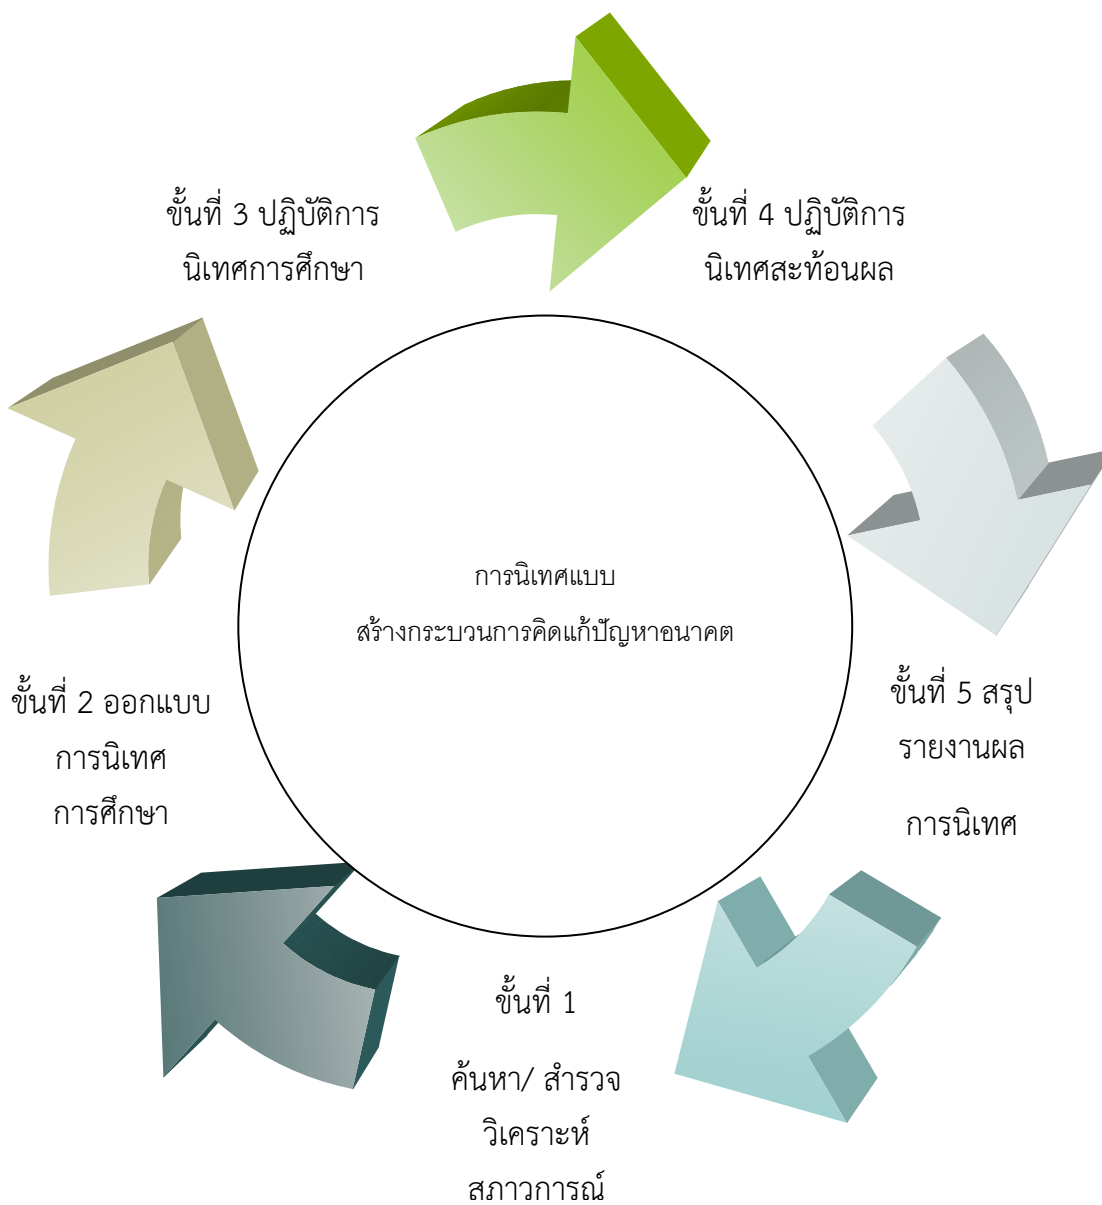 ขั้นที่ 3 ปฏิบัติการ
นิเทศการศึกษา
ขั้นที่ 4 ปฏิบัติการ
นิเทศสะท้อนผล
การนิเทศแบบ
สร้างกระบวนการคิดแก้ปัญหาอนาคต
ขั้นที่ 2 ออกแบบ
การนิเทศ
การศึกษา
ขั้นที่ 5 สรุป
รายงานผล
การนิเทศ
ขั้นที่ 1
ค้นหา/ สำรวจ
วิเคราะห์
สภาวการณ์